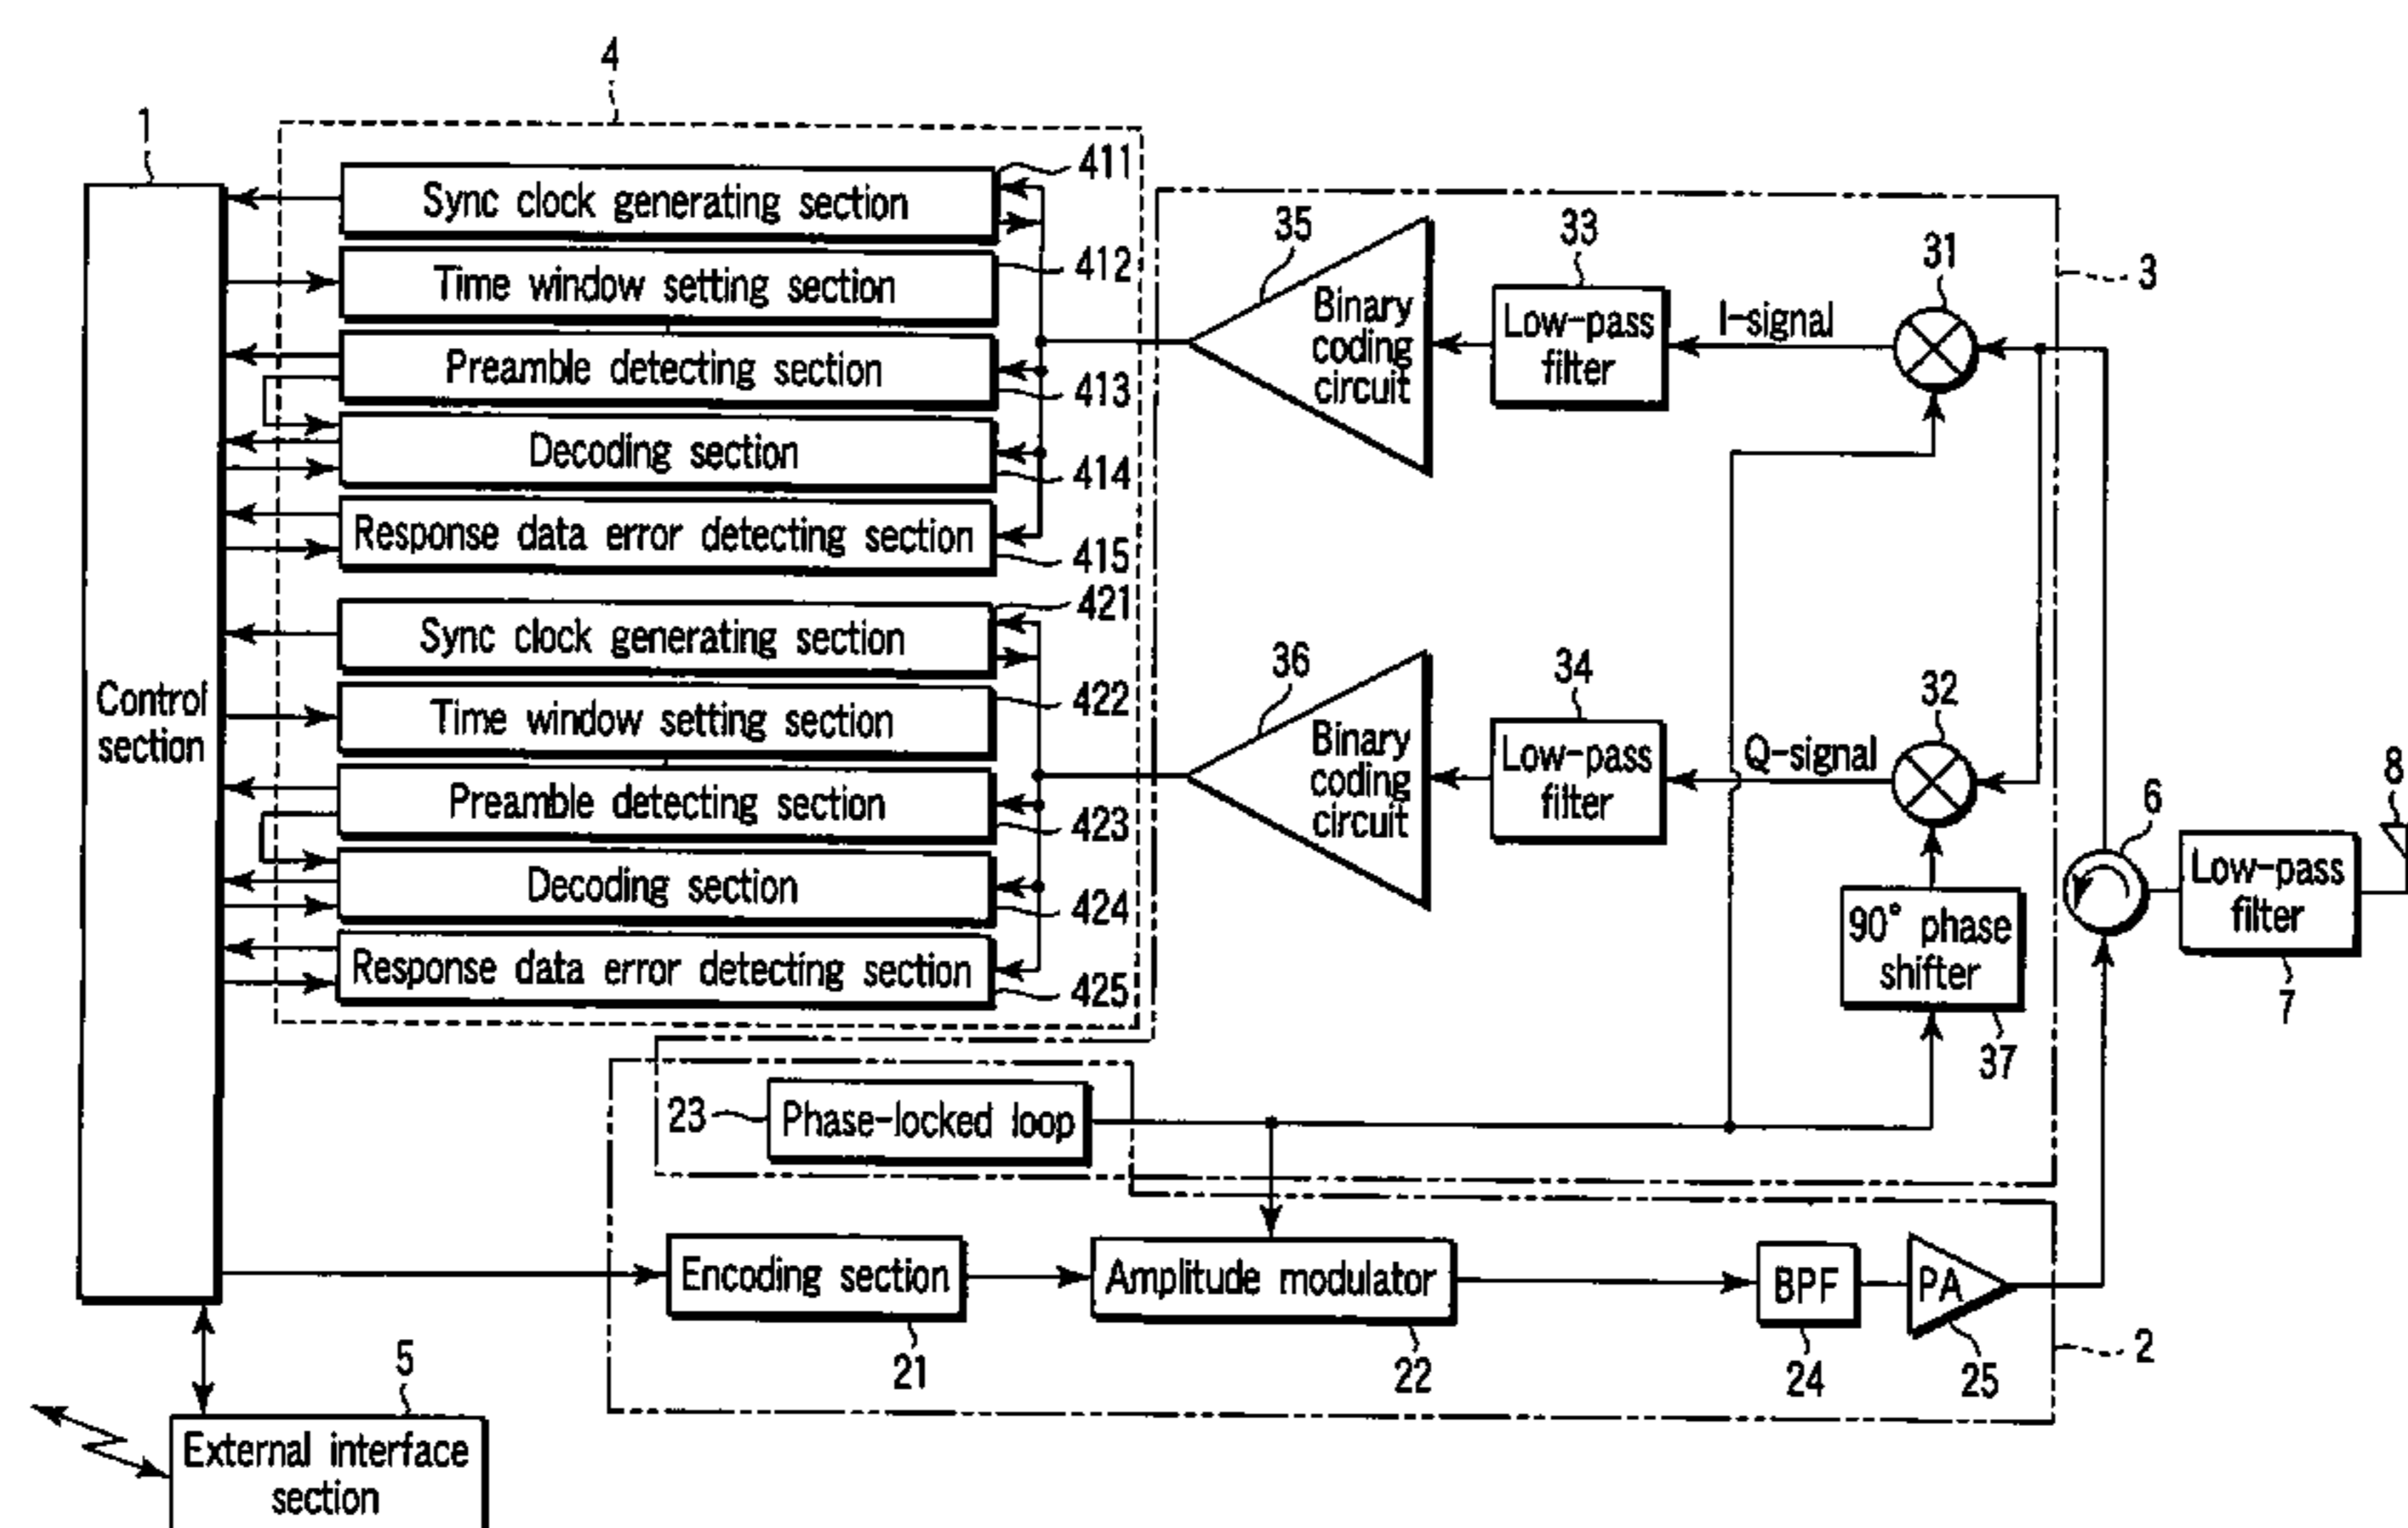 4
1
411
Sync clock generating section
412
Time window setting section
Preamble detecting section
413
Decoding section
414
Response data error detecting section
415
421
Sync clock generating section
422
Time window setting section
Preamble detecting section
423
Decoding section
424
Response data error detecting section
425
Control
section
35
Binary
coding
circuit
33
Low-pass
filter
I-signal
31
3
36
Binary
coding
circuit
34
Low-pass
filter
Q-signal
32
90° phase
shifter
37
6
Low-pass
filter
7
8
23
Phase-locked loop
Encoding section
21
Amplitude modulator
22
BPF
24
PA
25
2
5
External interface
section